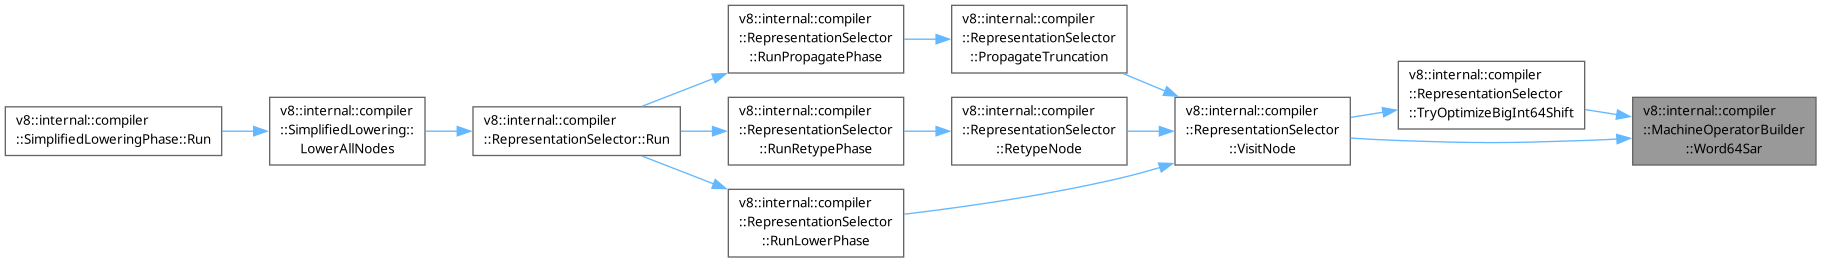 v8::internal::compiler
::SimplifiedLoweringPhase::Run
v8::internal::compiler
::SimplifiedLowering::
LowerAllNodes
v8::internal::compiler
::RepresentationSelector::Run
v8::internal::compiler
::RepresentationSelector
::RunPropagatePhase
v8::internal::compiler
::RepresentationSelector
::RunRetypePhase
v8::internal::compiler
::RepresentationSelector
::RunLowerPhase
v8::internal::compiler
::RepresentationSelector
::PropagateTruncation
v8::internal::compiler
::RepresentationSelector
::RetypeNode
v8::internal::compiler
::RepresentationSelector
::VisitNode
v8::internal::compiler
::RepresentationSelector
::TryOptimizeBigInt64Shift
v8::internal::compiler
::MachineOperatorBuilder
::Word64Sar